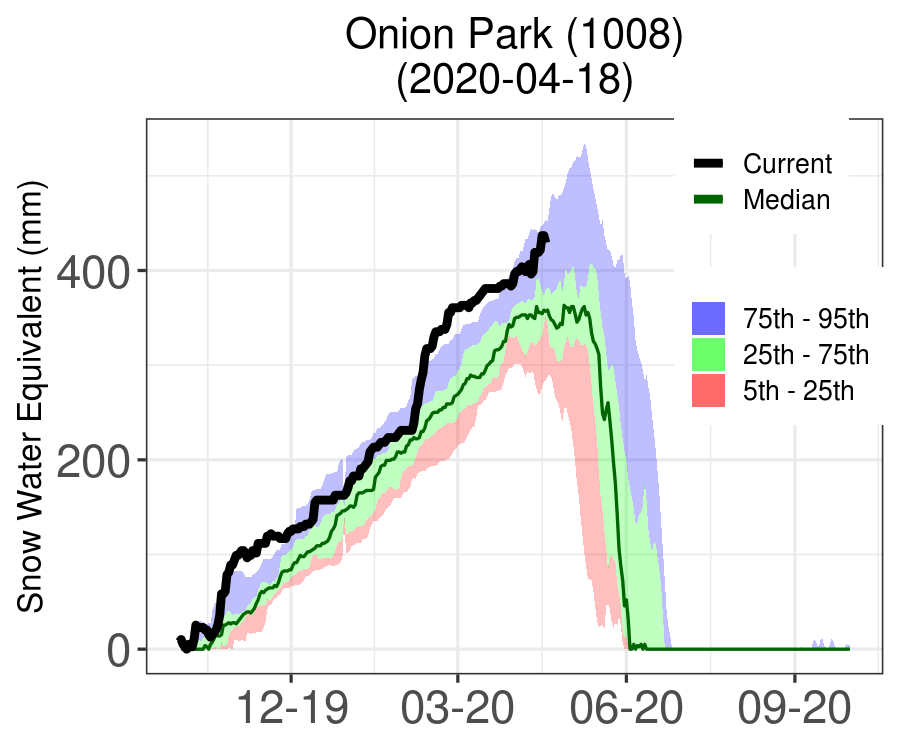 Onion Park (1008)
(2020-04-18)
Snow Water Equivalent (mm)
400
200
0
12-19
03-20
06-20
09-20
Current
Median
75th - 95th
25th - 75th
5th - 25th